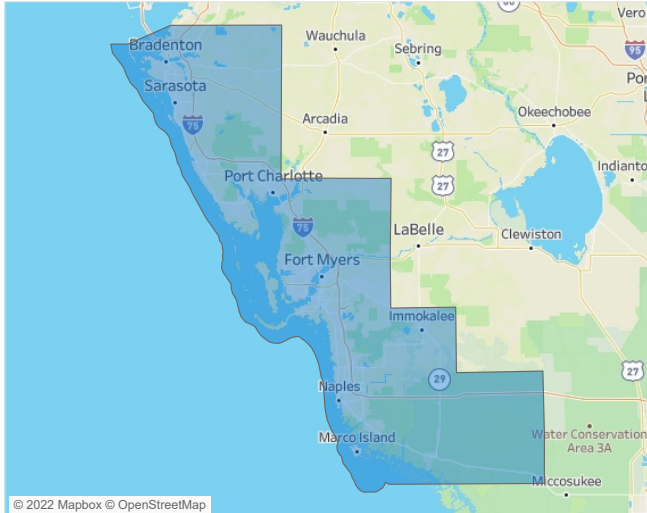 Vero
Wauchula
Bradenton
Sebring
95
Sarasota
Okeechobee
Arcadia
75
27
Indianto
Port Charlotte
27
75
LaBelle
Clewiston
Fort Myers
Immokalee
27
29
Naples
Water Conservation
Area 3A
Marco Island
Miccosukee
© 2022 Mapbox © OpenStreetMap